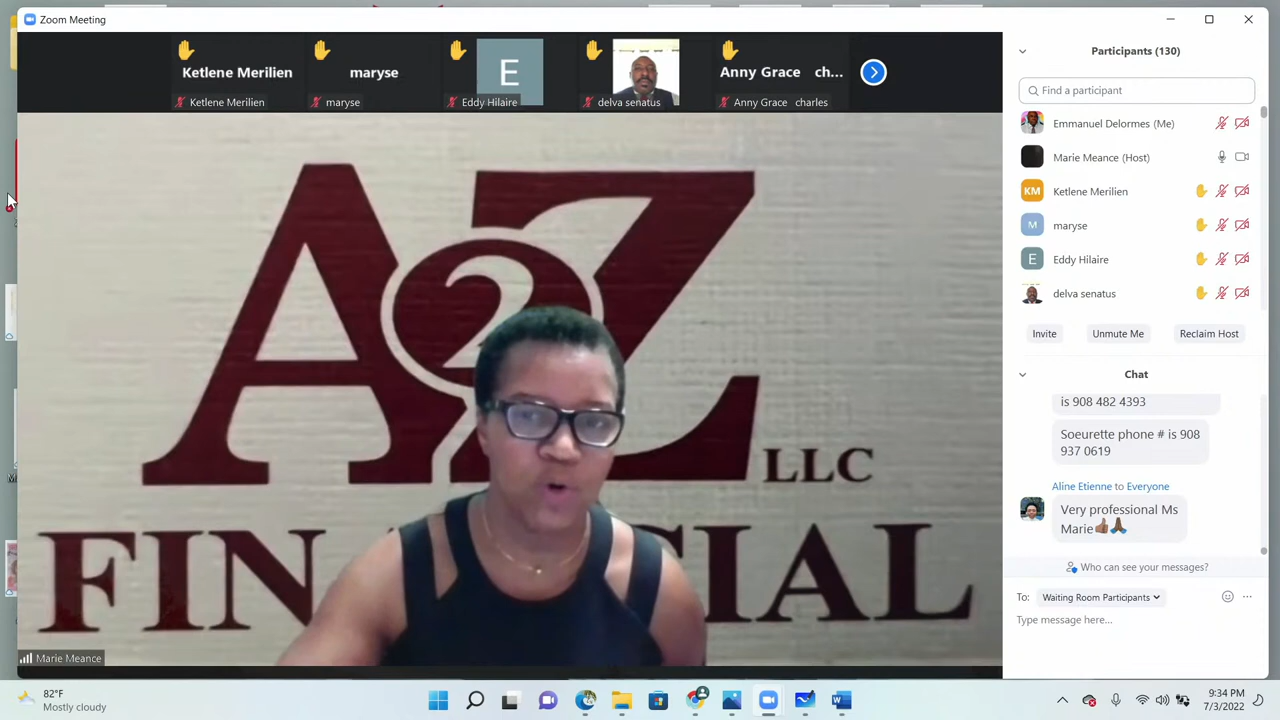 Zoom Meeting
Ketlene Merilien
maryse
E
Anny Grace ch...
Ketlene Merilien
maryse
Eddy Hilaire
delva senatus
Anny Grace charles
A2Z
LLC
FIN CIAL
Marie Meance
Participants (130)
Find a participant
Emmanuel Delormes (Me)
Marie Meance (Host)
KM Ketlene Merilien
M maryse
E Eddy Hilaire
delva senatus
Invite Unmute Me Reclaim Host
Chat
is 908 482 4393
Soeurette phone # is 908
937 0619
Aline Etienne to Everyone
Very professional Ms
Marie👍🏾🙏🏾
Who can see your messages?
To: Waiting Room Participants
Type message here...
82°F
Mostly cloudy
9:34 PM
7/3/2022